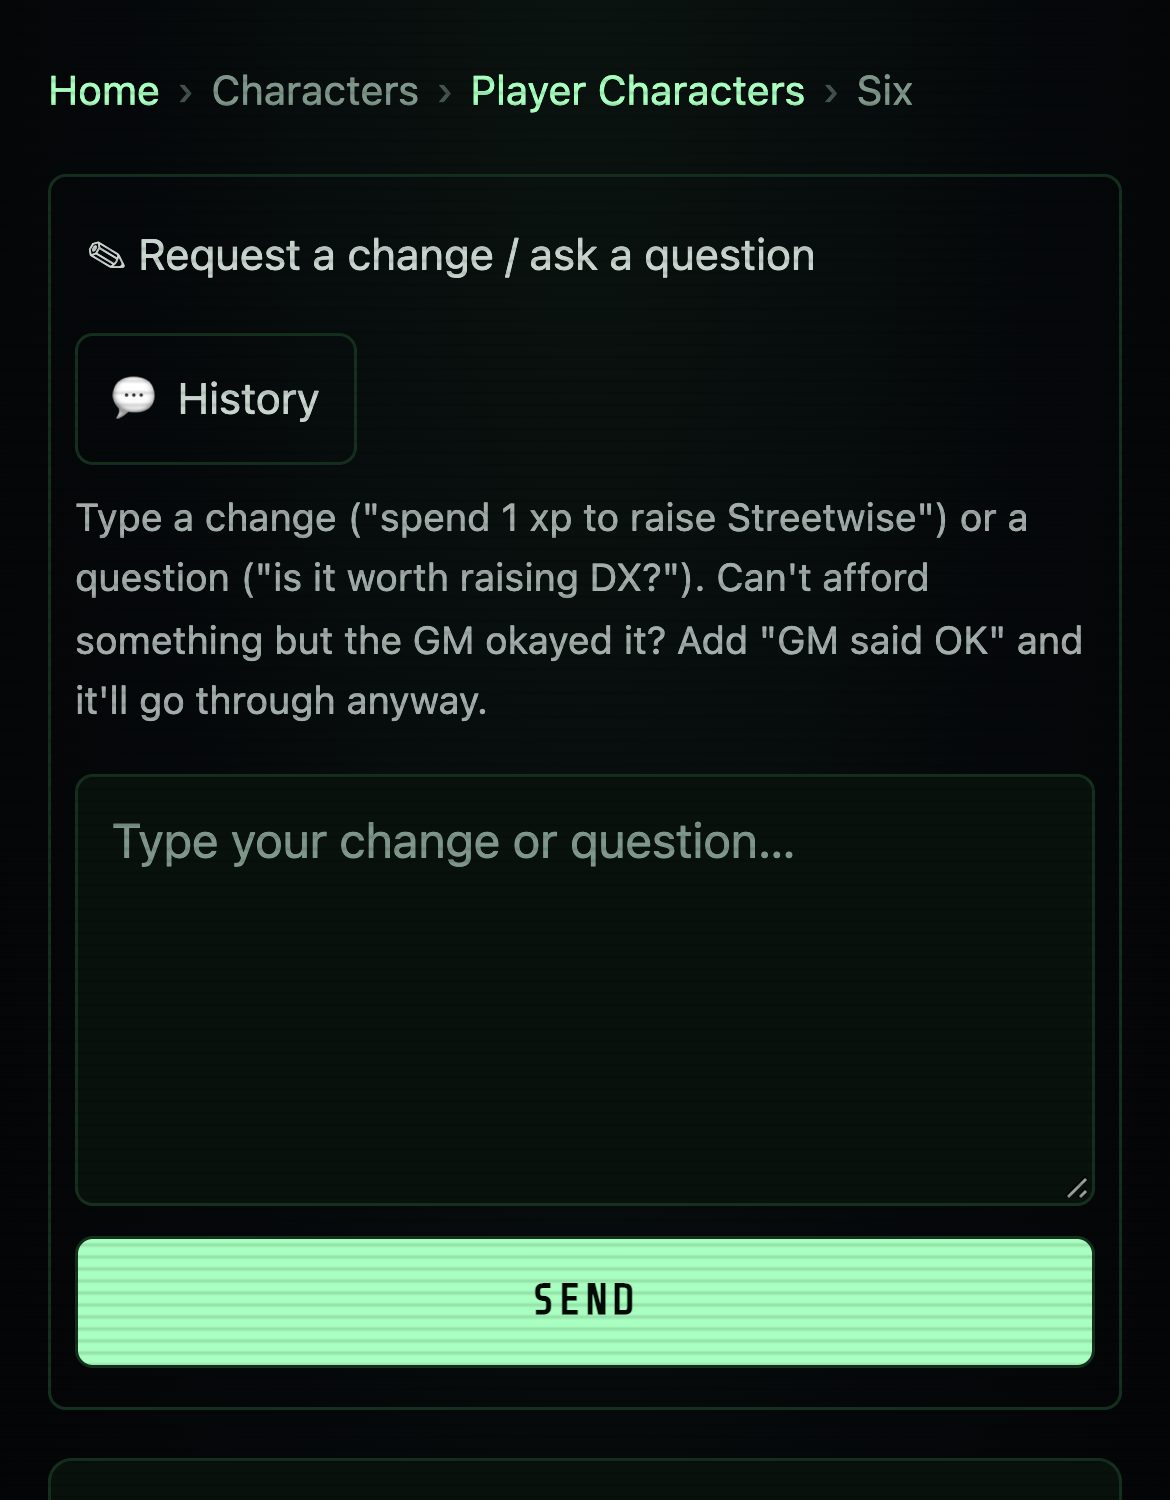 Home › Characters › Player Characters › Six
✎ Request a change / ask a question
💬 History
Type a change ("spend 1 xp to raise Streetwise") or a
question ("is it worth raising DX?"). Can't afford
something but the GM okayed it? Add "GM said OK" and
it'll go through anyway.
Type your change or question...
SEND